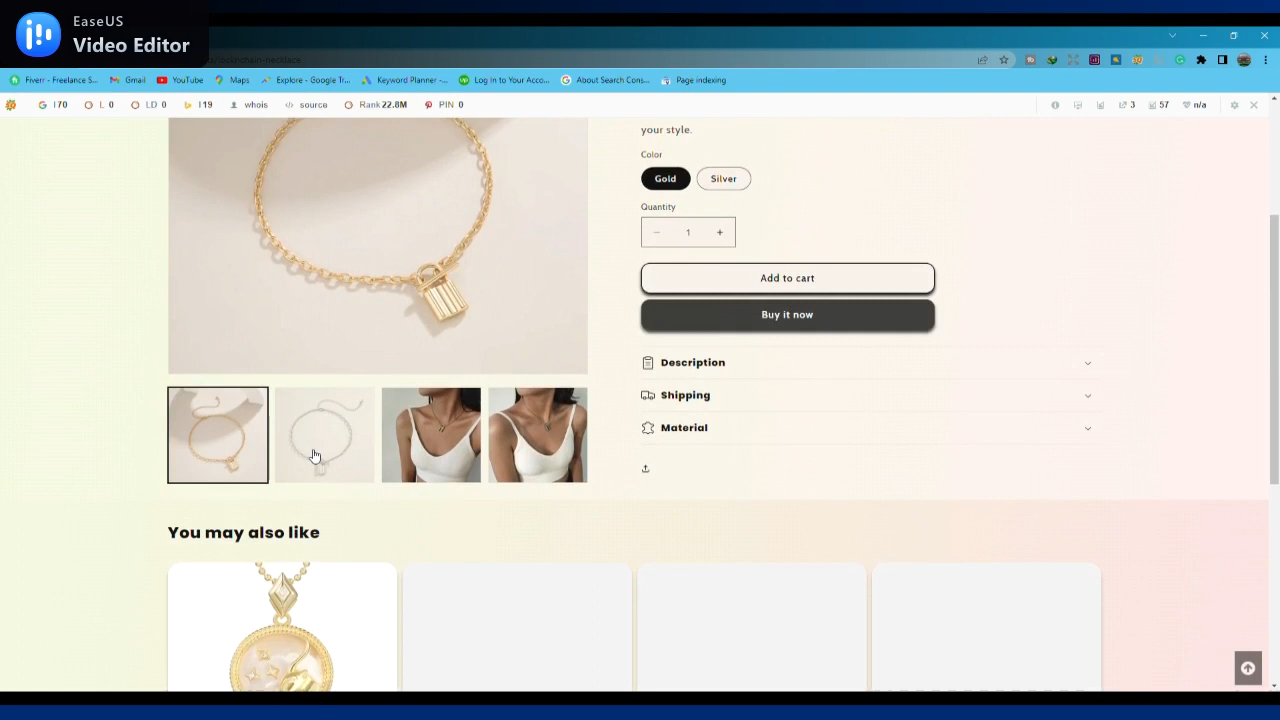 EaseUS
Video Editor
Fiverr - Freelance S... Gmail YouTube Maps Explore - Google Tr... Keyword Planner -... Log In to Your Acco... About Search Cons... Page indexing
I 70 L 0 LD 0 I 19 whois source Rank 22.8M PIN 0 3 57 n/a
your style.
Color
Gold Silver
Quantity
− 1 +
Add to cart
Buy it now
Description
Shipping
Material
You may also like